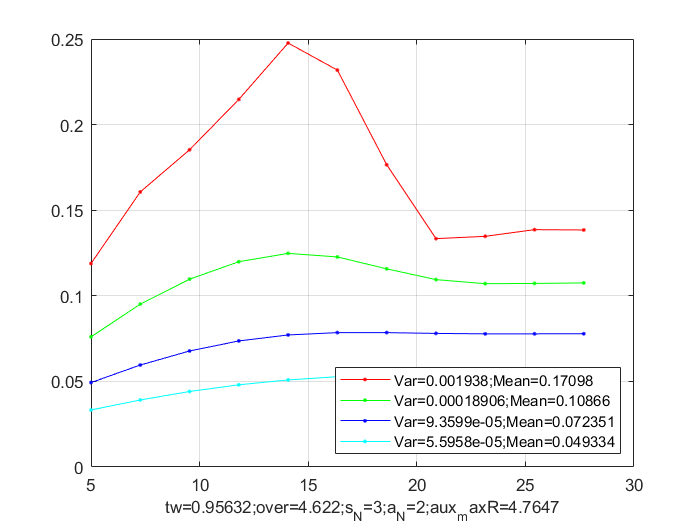 0.25
0.2
0.15
0.1
0.05
0
Var=0.001938;Mean=0.17098
Var=0.00018906;Mean=0.10866
Var=9.3599e-05;Mean=0.072351
Var=5.5958e-05;Mean=0.049334
5 10 15 20 25 30
tw=0.95632;over=4.622;s_N=3;a_N=2;aux_maxR=4.7647